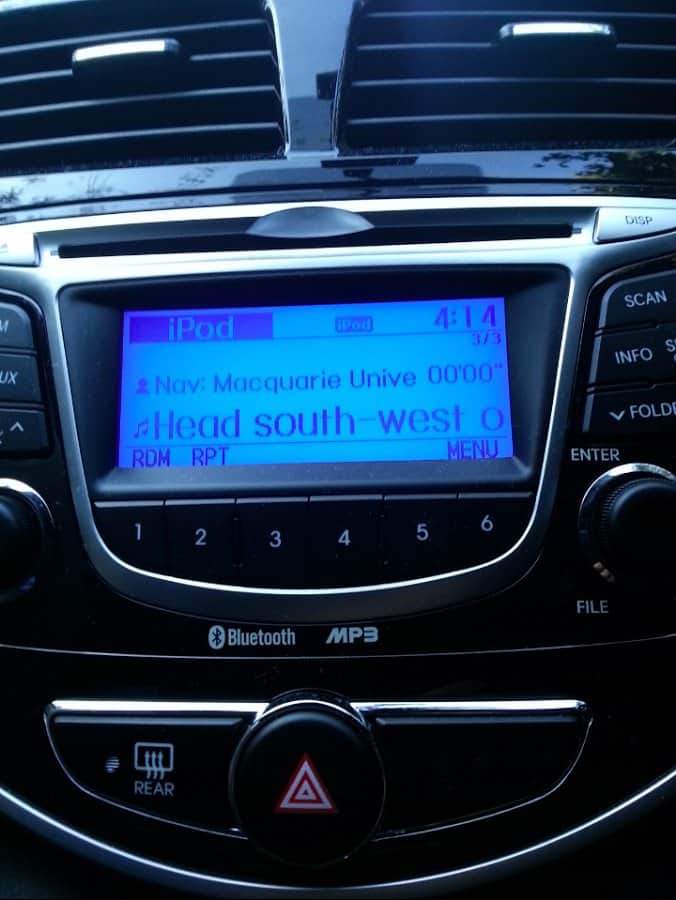 DISP
iPod iPod 4:14
3/3
Nav: Macquarie Unive 00'00"
Head south-west o
RDM RPT MENU
SCAN
INFO
FOLDE
UX
ENTER
1 2 3 4 5 6
FILE
Bluetooth MP3
REAR